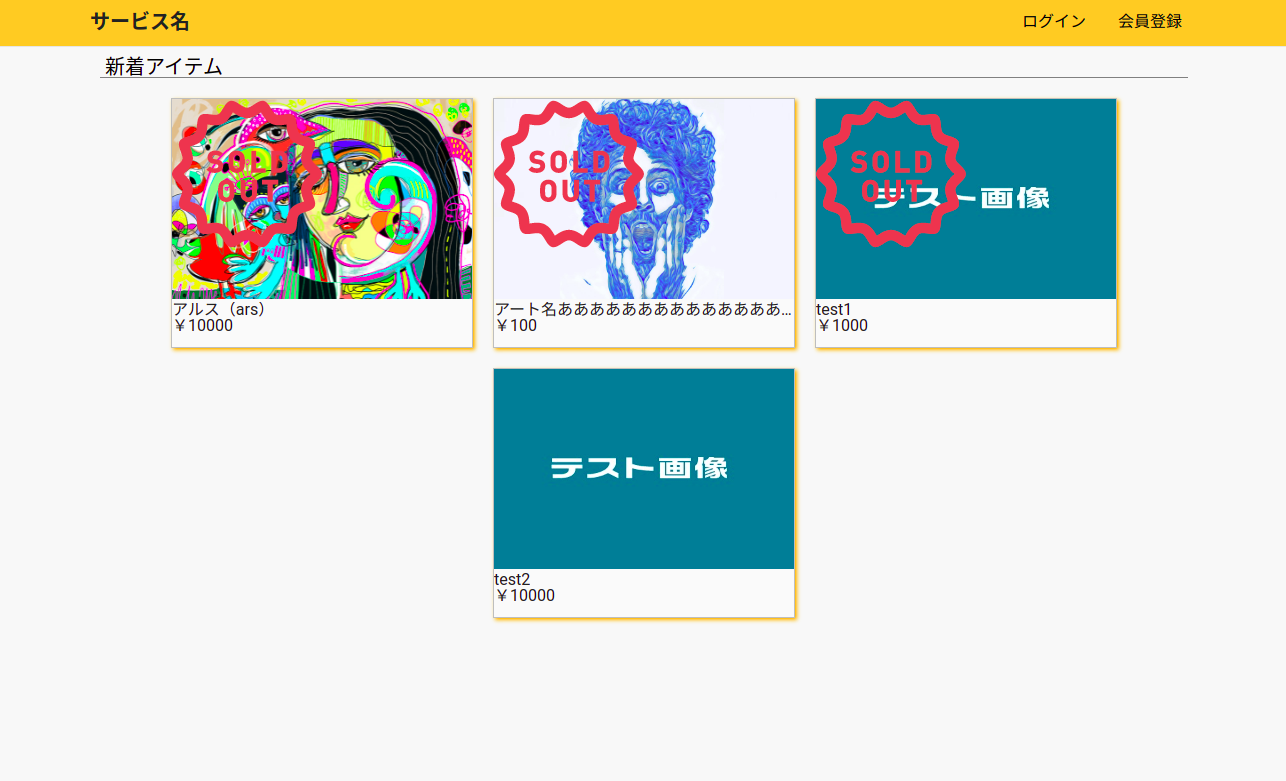 サービス名
ログイン
会員登録
新着アイテム
SOLD
OUT
アルス（ars）
￥10000
SOLD
OUT
アート名ああああああああああああああ...
￥100
SOLD
OUT
テスト画像
test1
￥1000
テスト画像
test2
￥10000